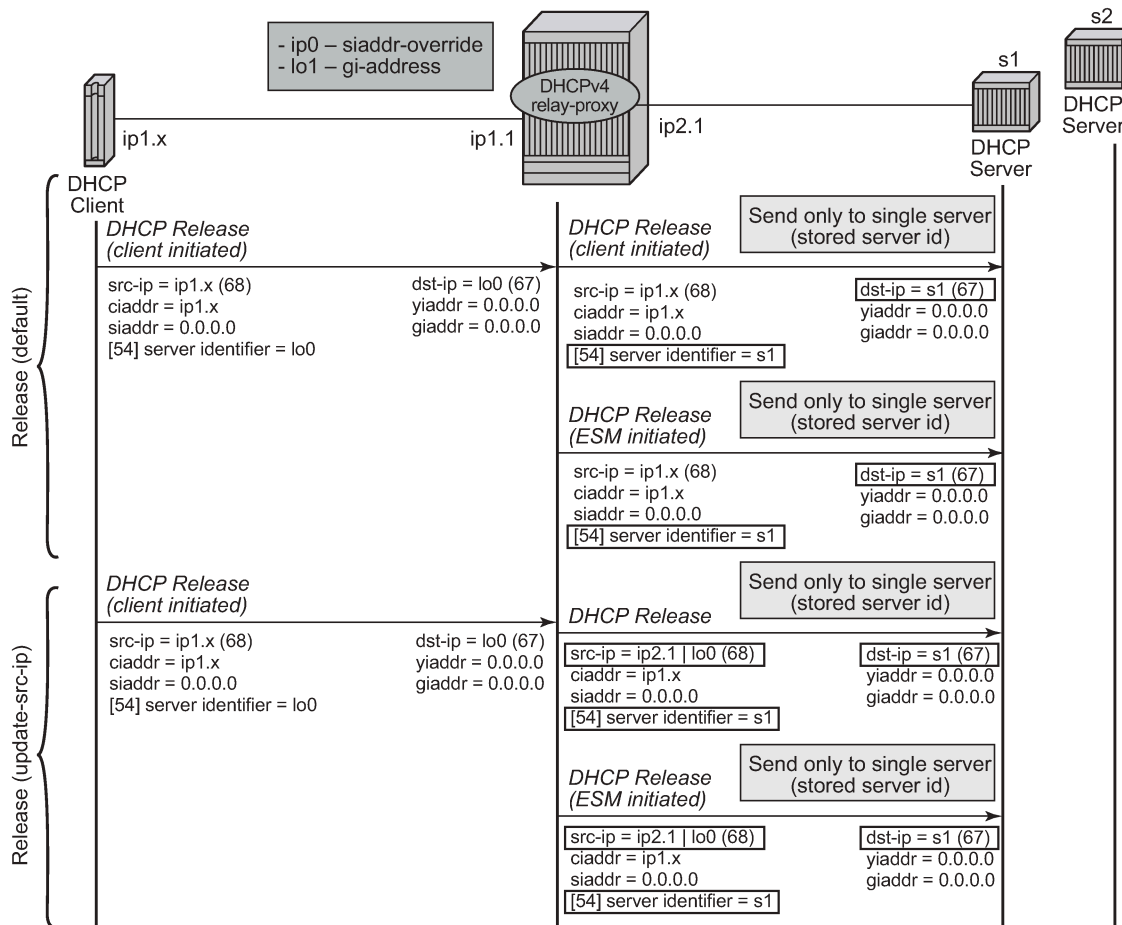 - ip0 – siaddr-override
- lo1 – gi-address
DHCPv4
relay-proxy
s1
s2
DHCP
Server
DHCP
Server
ip1.x
ip1.1
ip2.1
DHCP
Client
Release (default)
DHCP Release
(client initiated)
src-ip = ip1.x (68)
ciaddr = ip1.x
siaddr = 0.0.0.0
[54] server identifier = lo0
dst-ip = lo0 (67)
yiaddr = 0.0.0.0
giaddr = 0.0.0.0
DHCP Release
(client initiated)
Send only to single server
(stored server id)
src-ip = ip1.x (68)
ciaddr = ip1.x
siaddr = 0.0.0.0
[54] server identifier = s1
dst-ip = s1 (67)
yiaddr = 0.0.0.0
giaddr = 0.0.0.0
DHCP Release
(ESM initiated)
Send only to single server
(stored server id)
src-ip = ip1.x (68)
ciaddr = ip1.x
siaddr = 0.0.0.0
[54] server identifier = s1
dst-ip = s1 (67)
yiaddr = 0.0.0.0
giaddr = 0.0.0.0
Release (update-src-ip)
DHCP Release
(client initiated)
src-ip = ip1.x (68)
ciaddr = ip1.x
siaddr = 0.0.0.0
[54] server identifier = lo0
dst-ip = lo0 (67)
yiaddr = 0.0.0.0
giaddr = 0.0.0.0
DHCP Release
Send only to single server
(stored server id)
src-ip = ip2.1 | lo0 (68)
ciaddr = ip1.x
siaddr = 0.0.0.0
[54] server identifier = s1
dst-ip = s1 (67)
yiaddr = 0.0.0.0
giaddr = 0.0.0.0
DHCP Release
(ESM initiated)
Send only to single server
(stored server id)
src-ip = ip2.1 | lo0 (68)
ciaddr = ip1.x
siaddr = 0.0.0.0
[54] server identifier = s1
dst-ip = s1 (67)
yiaddr = 0.0.0.0
giaddr = 0.0.0.0